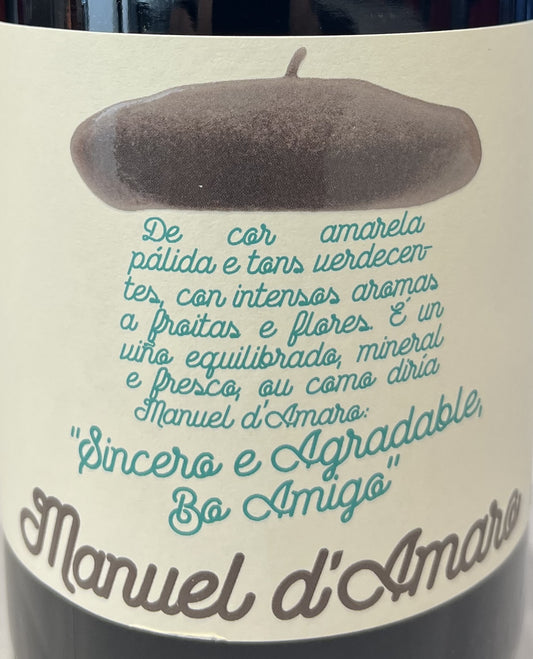 De cor amarela
pálida e tons verdecen-
tes, con intensos aromas
a froitas e flores. É un
viño equilibrado, mineral
e fresco, ou como diría
Manuel d'Amaro:
"Sincero e Agradable,
Bo Amigo"
Manuel d'Amaro